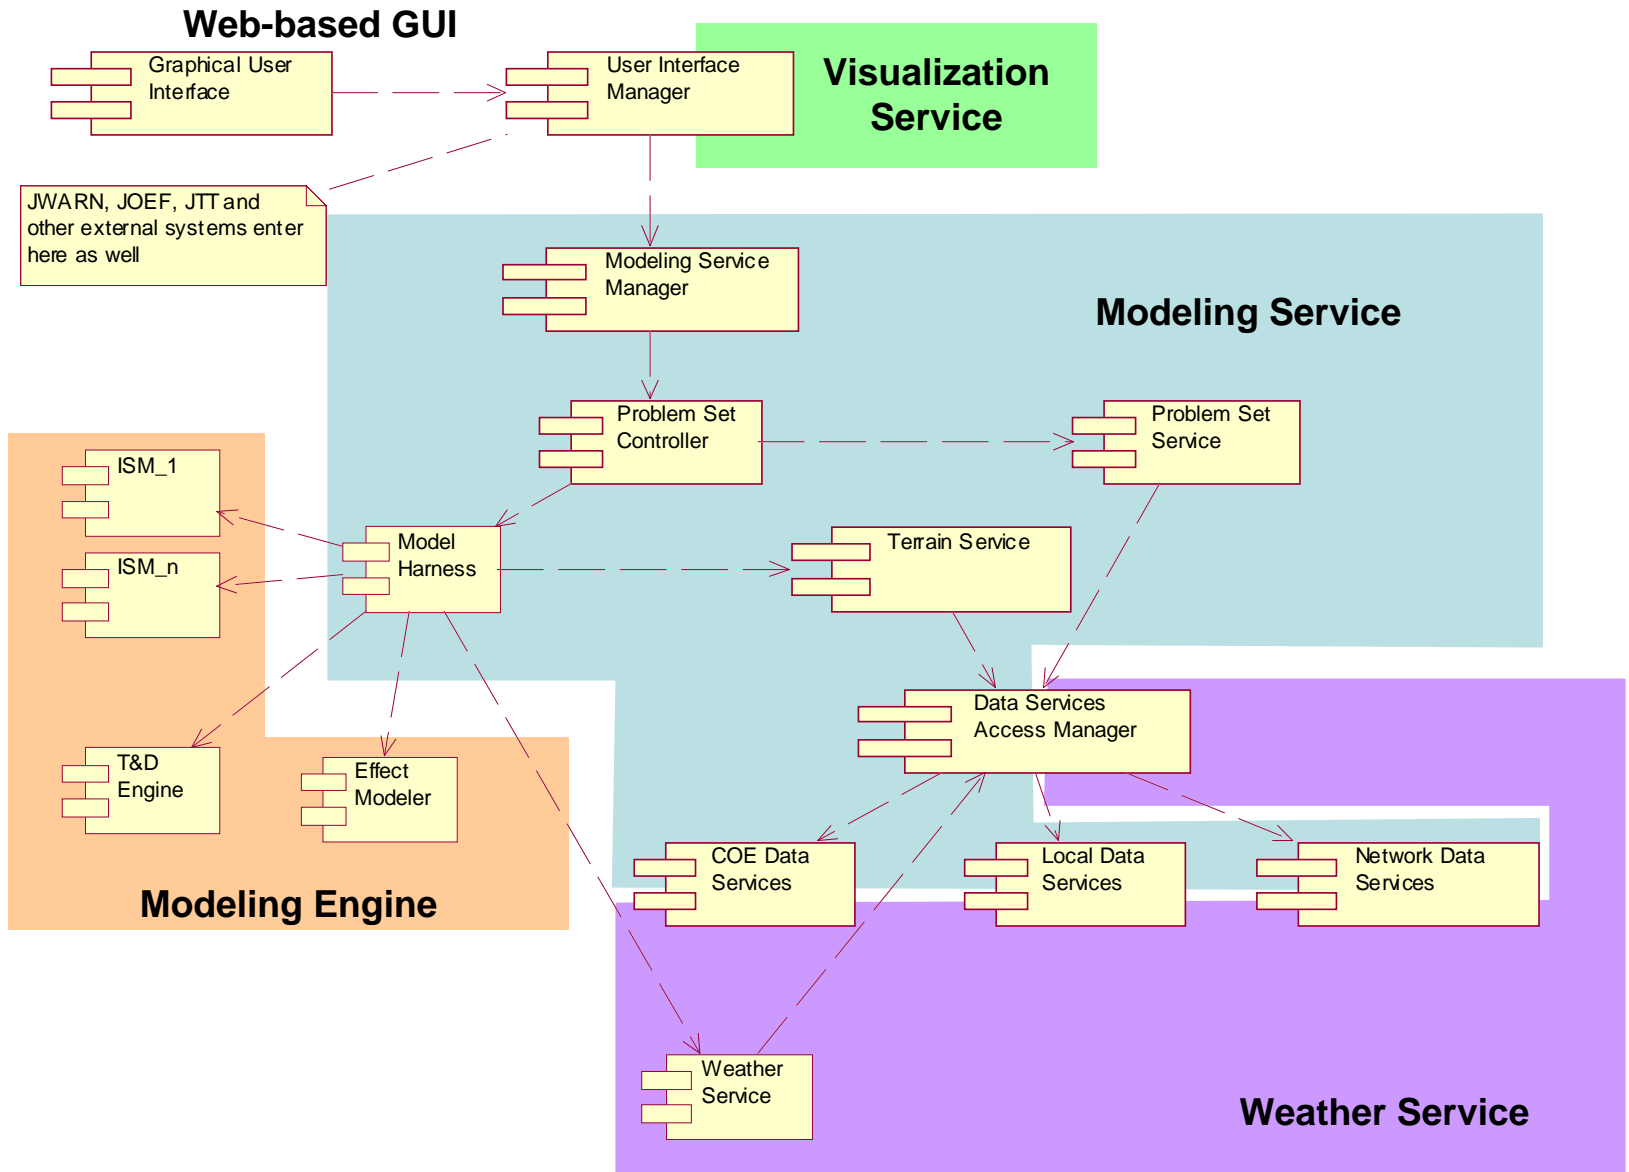 Web-based GUI
Graphical User
Interface
User Interface
Manager
Visualization
Service
JWARN, JOEF, JTT and
other external systems enter
here as well
Modeling Service
Manager
Modeling Service
Problem Set
Controller
Problem Set
Service
ISM_1
ISM_n
Model
Harness
Terrain Service
Data Services
Access Manager
T&D
Engine
Effect
Modeler
COE Data
Services
Local Data
Services
Network Data
Services
Modeling Engine
Weather
Service
Weather Service